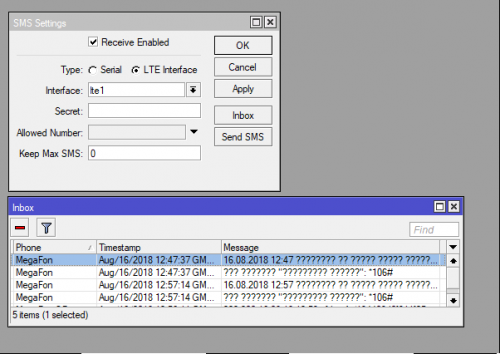 SMS Settings
Receive Enabled
OK
Type: Serial LTE Interface
Cancel
Interface: lte1
Apply
Secret:
Inbox
Allowed Number:
Send SMS
Keep Max SMS: 0
Inbox
Find
Phone / Timestamp Message
MegaFon Aug/16/2018 12:47:37 GM... 16.08.2018 12:47 ???????? ?? ????? ????? ?????...
MegaFon Aug/16/2018 12:47:37 GM... ??? ??????? "????????? ??????": *106#
MegaFon Aug/16/2018 12:57:14 GM... 16.08.2018 12:57 ???????? ?? ????? ????? ?????...
MegaFon Aug/16/2018 12:57:14 GM... ??? ??????? "????????? ??????": *106#
5 items (1 selected)